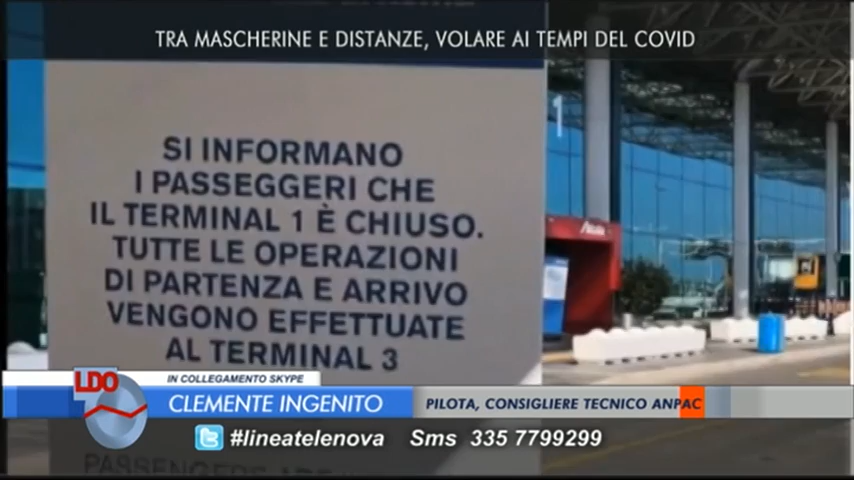 TRA MASCHERINE E DISTANZE, VOLARE AI TEMPI DEL COVID
SI INFORMANO
I PASSEGGERI CHE
IL TERMINAL 1 È CHIUSO.
TUTTE LE OPERAZIONI
DI PARTENZA E ARRIVO
VENGONO EFFETTUATE
AL TERMINAL 3
1
LDO
IN COLLEGAMENTO SKYPE
CLEMENTE INGENITO
PILOTA, CONSIGLIERE TECNICO ANPAC
#lineatelenova Sms 335 7799299